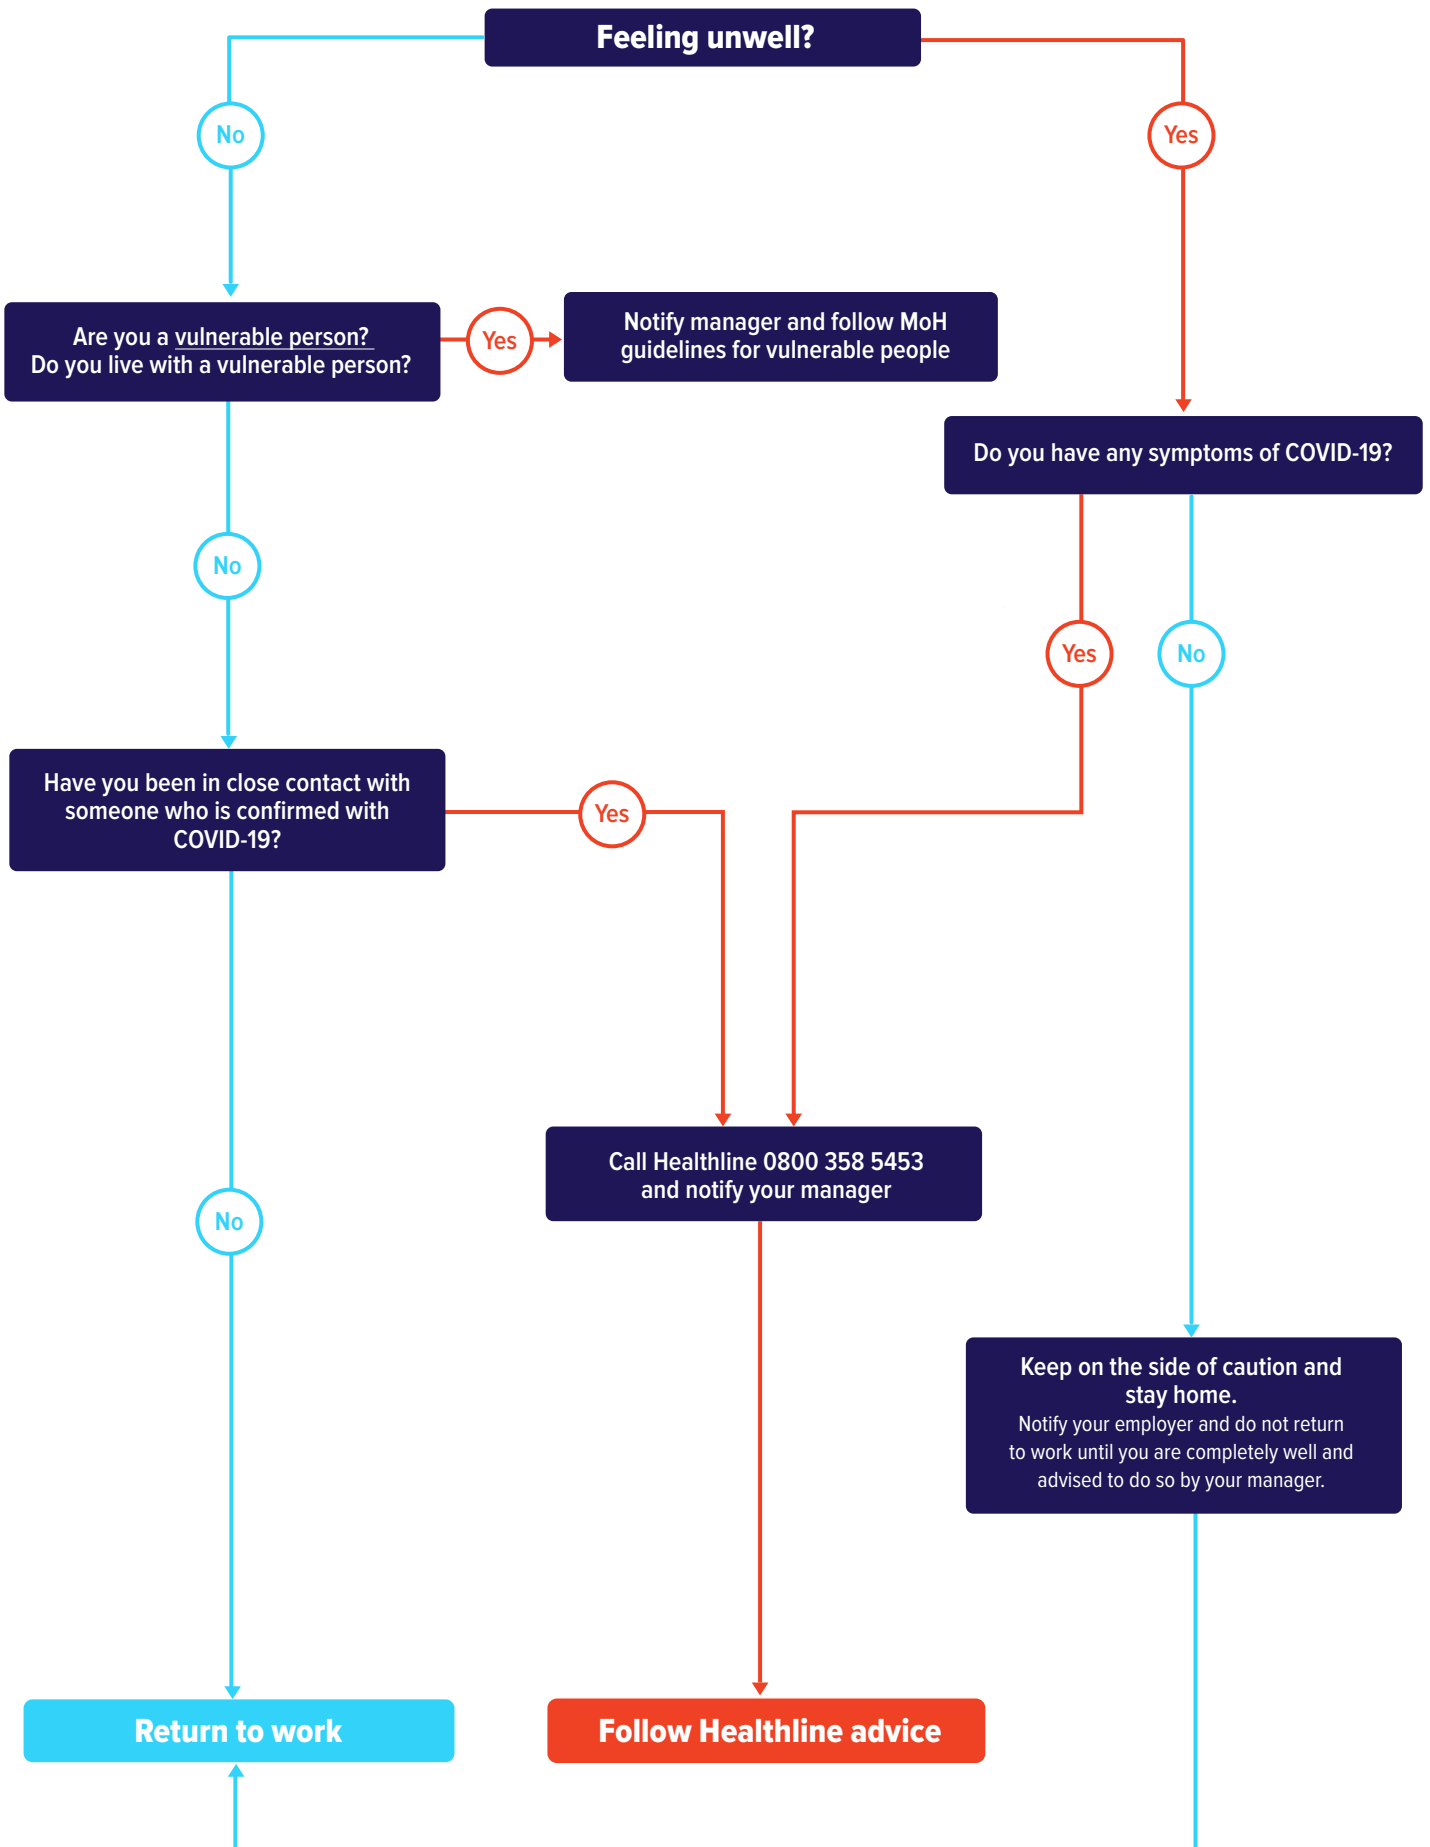 Feeling unwell?
No
Yes
Are you a vulnerable person?
Do you live with a vulnerable person?
Yes
Notify manager and follow MoH
guidelines for vulnerable people
Do you have any symptoms of COVID-19?
No
Yes
No
Have you been in close contact with
someone who is confirmed with
COVID-19?
Yes
Call Healthline 0800 358 5453
and notify your manager
No
Keep on the side of caution and
stay home.
Notify your employer and do not return
to work until you are completely well and
advised to do so by your manager.
Return to work
Follow Healthline advice